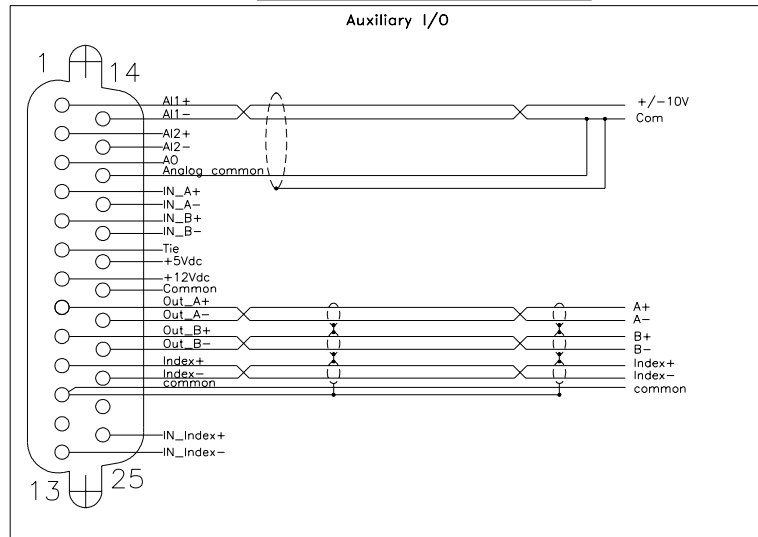 Auxiliary I/O
1
14
AI1+
+/-10V
AI1-
Com
AI2+
AI2-
AO
Analog common
IN_A+
IN_A-
IN_B+
IN_B-
Tie
+5Vdc
+12Vdc
Common
Out_A+
A+
Out_A-
A-
Out_B+
B+
Out_B-
B-
Index+
Index+
Index-
Index-
common
common
IN_Index+
IN_Index-
13
25